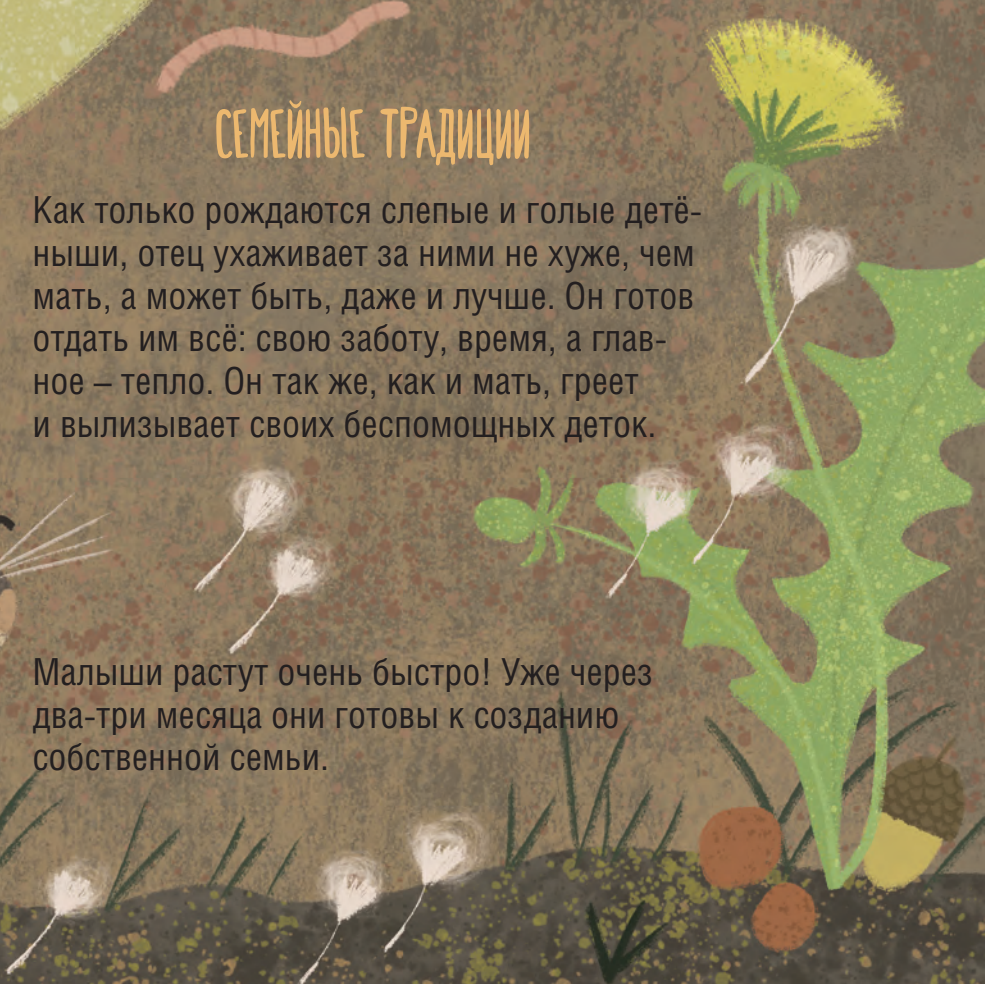 СЕМЕЙНЫЕ ТРАДИЦИИ
Как только рождаются слепые и голые детё-
ныши, отец ухаживает за ними не хуже, чем
мать, а может быть, даже и лучше. Он готов
отдать им всё: свою заботу, время, а глав-
ное – тепло. Он так же, как и мать, греет
и вылизывает своих беспомощных деток.
Малыши растут очень быстро! Уже через
два-три месяца они готовы к созданию
собственной семьи.